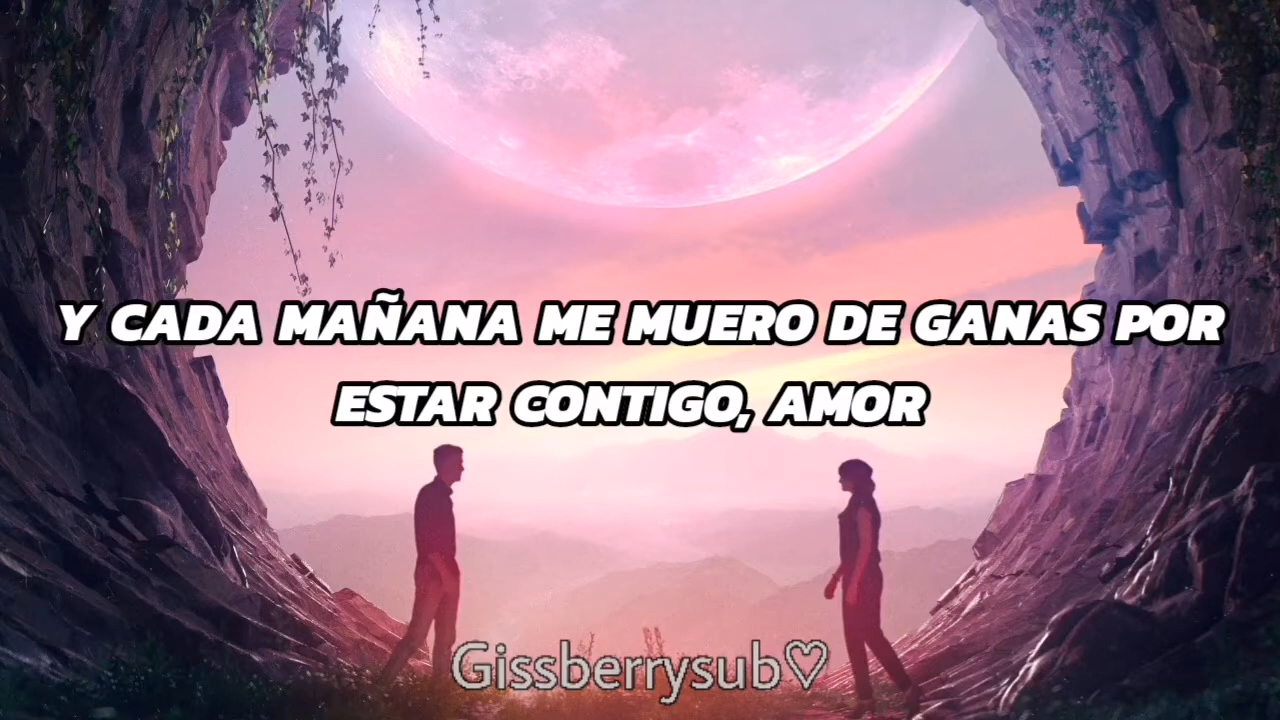 Y CADA MAÑANA ME MUERO DE GANAS POR
ESTAR CONTIGO, AMOR
Gissberrysub♡